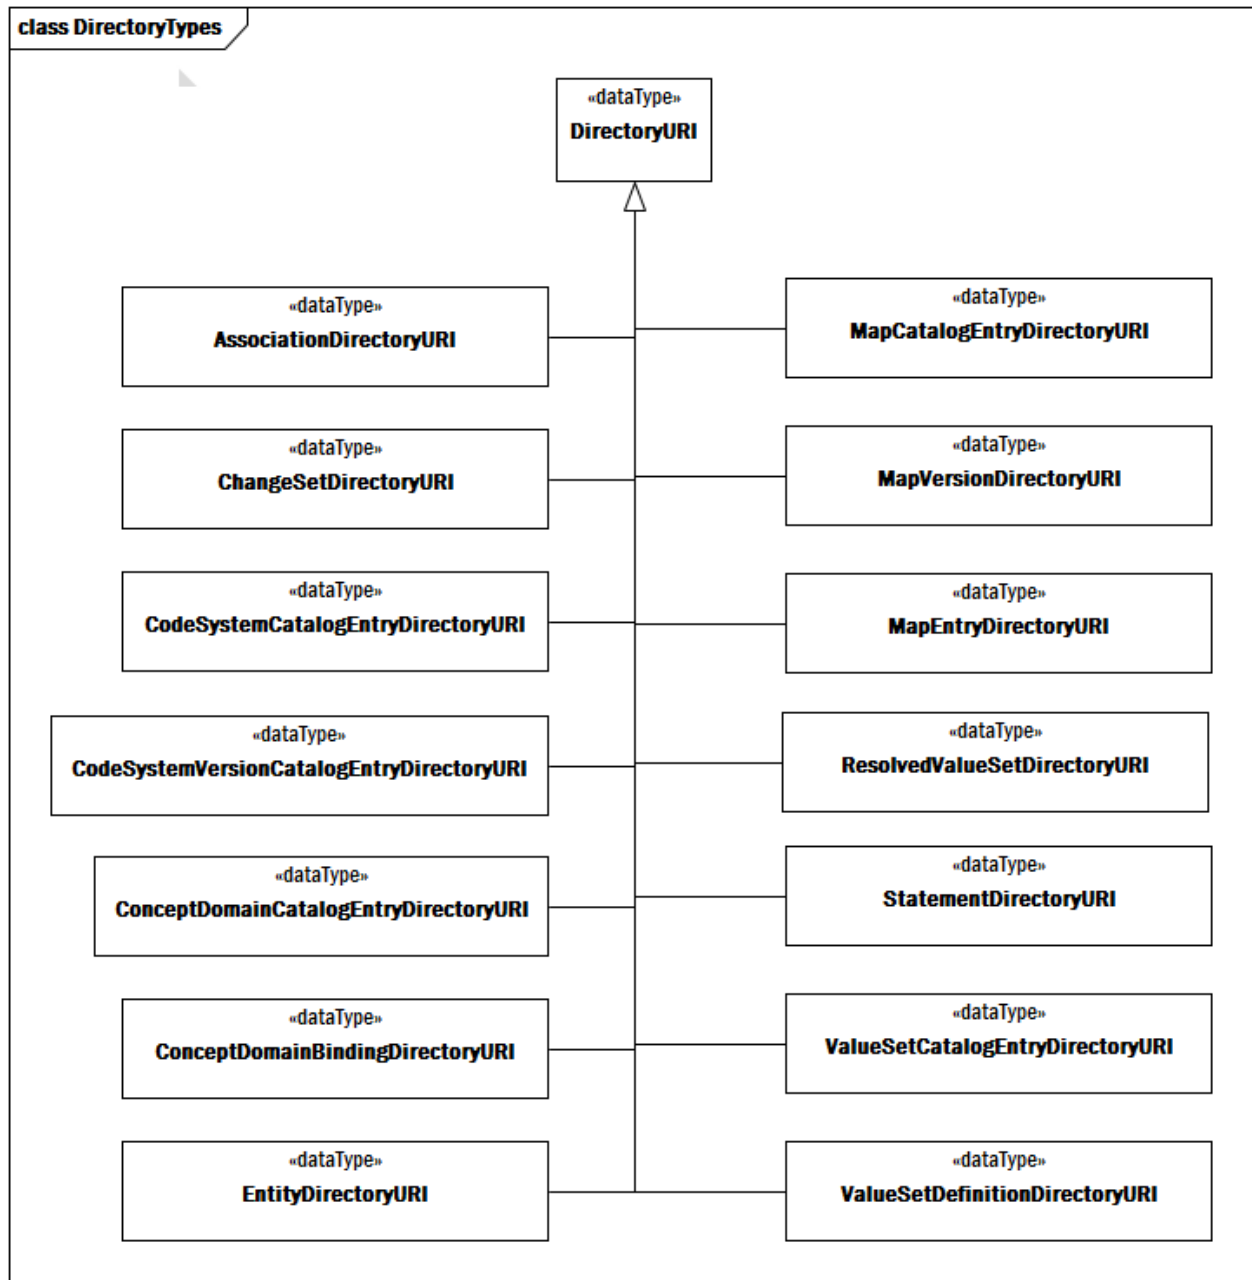 class DirectoryTypes
«dataType»
DirectoryURI
«dataType»
AssociationDirectoryURI
«dataType»
MapCatalogEntryDirectoryURI
«dataType»
ChangeSetDirectoryURI
«dataType»
MapVersionDirectoryURI
«dataType»
CodeSystemCatalogEntryDirectoryURI
«dataType»
MapEntryDirectoryURI
«dataType»
CodeSystemVersionCatalogEntryDirectoryURI
«dataType»
ResolvedValueSetDirectoryURI
«dataType»
ConceptDomainCatalogEntryDirectoryURI
«dataType»
StatementDirectoryURI
«dataType»
ConceptDomainBindingDirectoryURI
«dataType»
ValueSetCatalogEntryDirectoryURI
«dataType»
EntityDirectoryURI
«dataType»
ValueSetDefinitionDirectoryURI